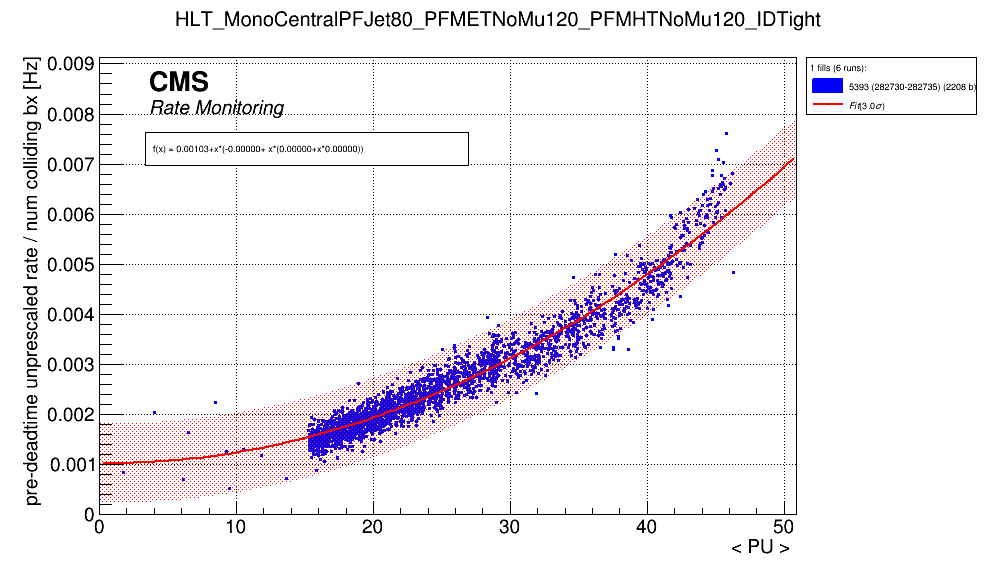 HLT_MonoCentralPFJet80_PFMETNoMu120_PFMHTNoMu120_IDTight
pre-deadtime unprescaled rate / num colliding bx [Hz]
CMS
Rate Monitoring
f(x) = 0.00103+x*(-0.00000+ x*(0.00000+x*0.00000))
0.009
0.008
0.007
0.006
0.005
0.004
0.003
0.002
0.001
0
0 10 20 30 40 50
< PU >
1 fills (6 runs):
5393 (282730-282735) (2208 b)
Fit(3.0σ)